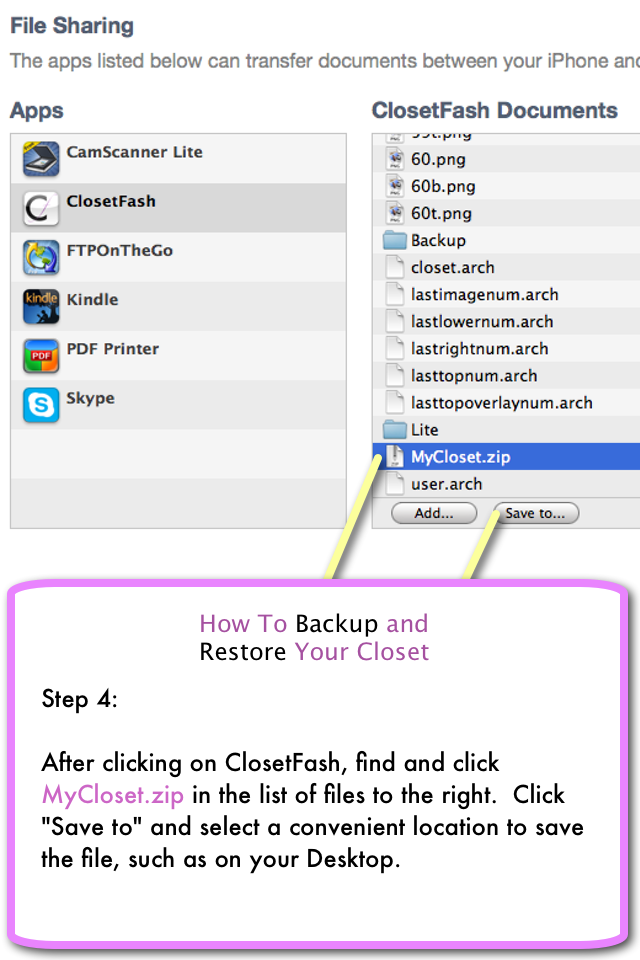 File Sharing
The apps listed below can transfer documents between your iPhone and
Apps
CamScanner Lite
ClosetFash
FTPOnTheGo
kindle
Kindle
PDF
PDF Printer
Skype
ClosetFash Documents
59t.png
60.png
60b.png
60t.png
Backup
closet.arch
lastimagenum.arch
lastlowernum.arch
lastrightnum.arch
lasttopnum.arch
lasttopoverlaynum.arch
Lite
MyCloset.zip
user.arch
Add...
Save to...
How To Backup and
Restore Your Closet
Step 4:
After clicking on ClosetFash, find and click
MyCloset.zip in the list of files to the right. Click
"Save to" and select a convenient location to save
the file, such as on your Desktop.